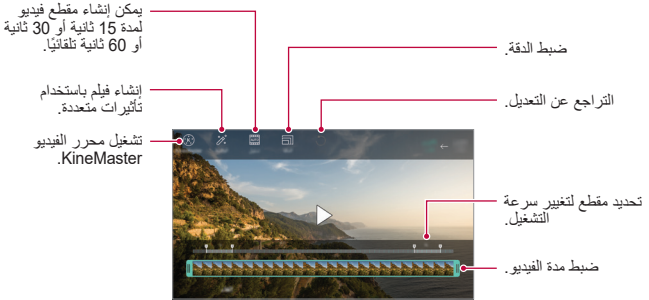 يمكن إنشاء مقطع فيديو
لمدة 15 ثانية أو 30 ثانية
أو 60 ثانية تلقائيًا.
إنشاء فيلم باستخدام
تأثيرات متعددة.
تشغيل محرر الفيديو
KineMaster.
ضبط الدقة.
التراجع عن التعديل.
تحديد مقطع لتغيير سرعة
التشغيل.
ضبط مدة الفيديو.